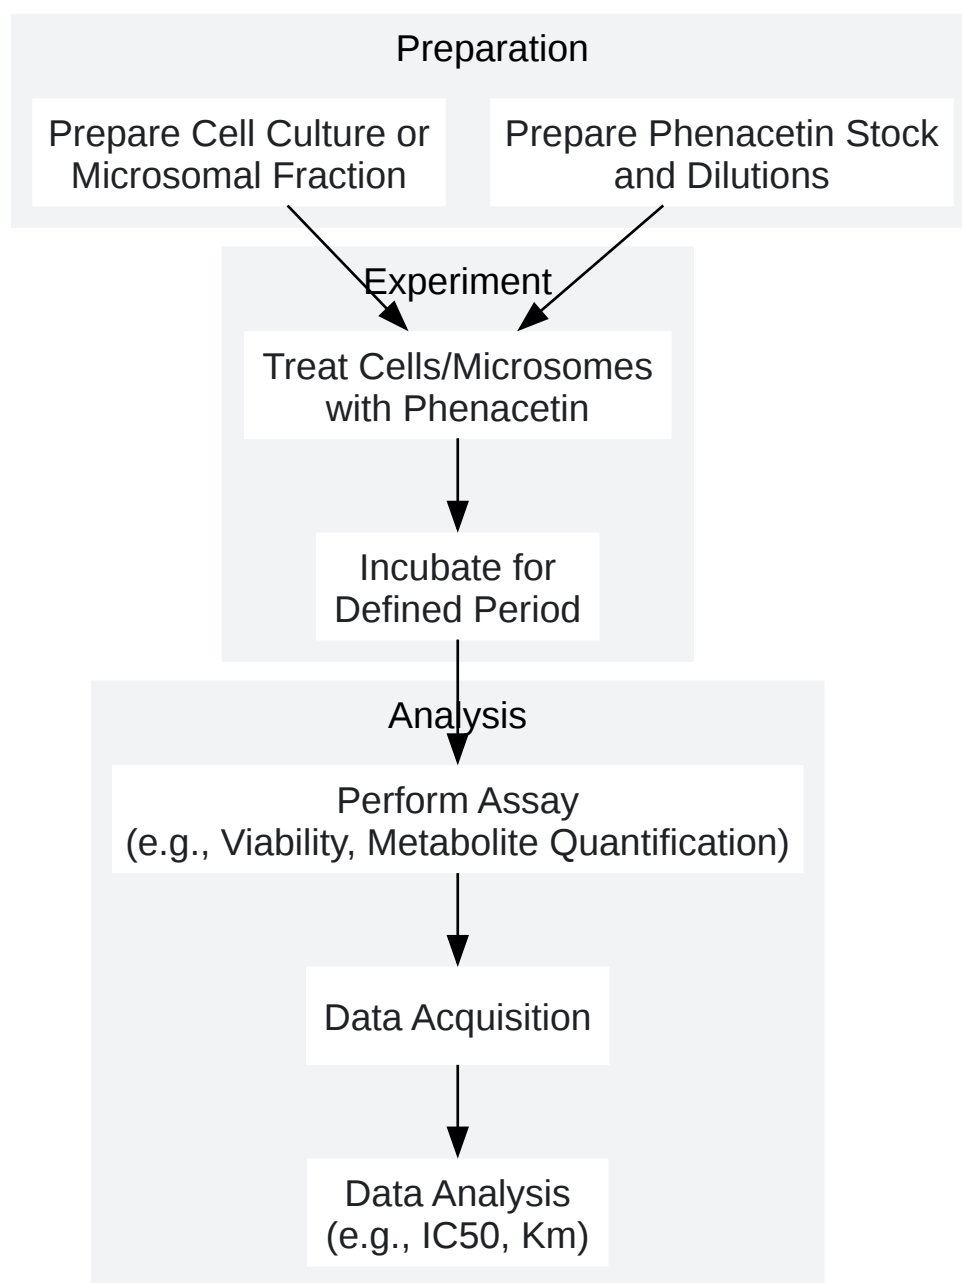 Preparation
Prepare Cell Culture or
Microsomal Fraction
Prepare Phenacetin Stock
and Dilutions
Experiment
Treat Cells/Microsomes
with Phenacetin
Incubate for
Defined Period
Analysis
Perform Assay
(e.g., Viability, Metabolite Quantification)
Data Acquisition
Data Analysis
(e.g., IC50, Km)